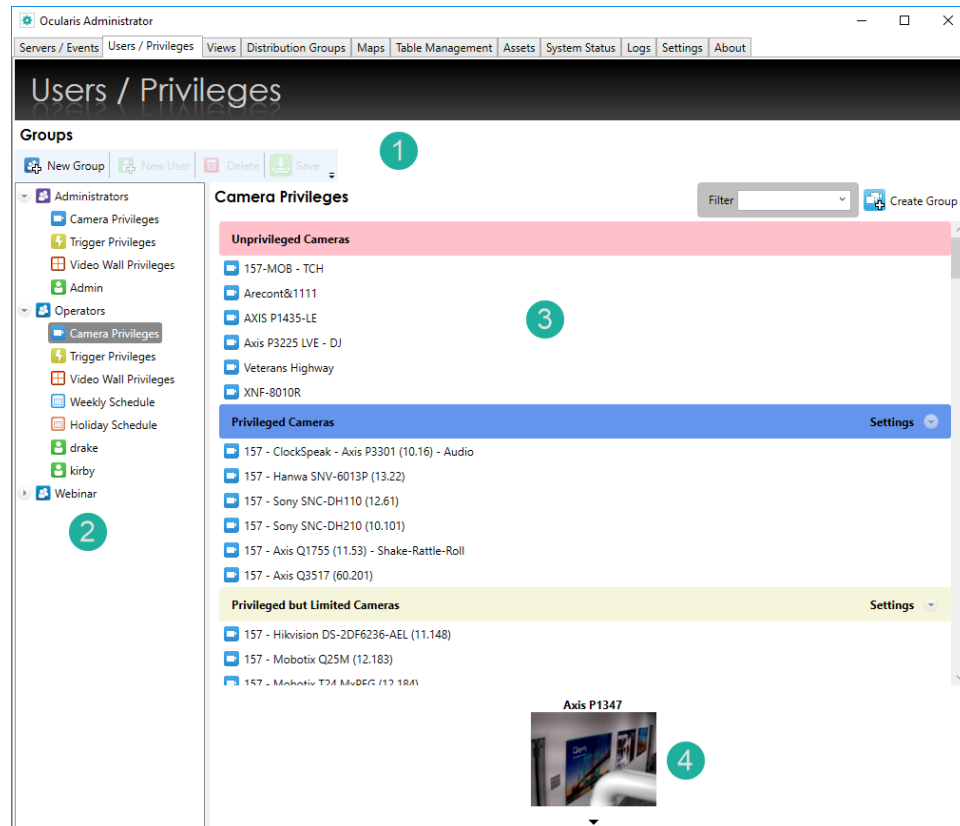 Ocularis Administrator
Servers / Events Users / Privileges Views Distribution Groups Maps Table Management Assets System Status Logs Settings About
Users / Privileges
Groups
1
New Group New User Delete Save
Administrators
Camera Privileges
Trigger Privileges
Video Wall Privileges
Admin
Operators
Camera Privileges
Trigger Privileges
Video Wall Privileges
Weekly Schedule
Holiday Schedule
drake
kirby
Webinar
2
Camera Privileges
Filter
Create Group
Unprivileged Cameras
157-MOB - TCH
Arecont&1111
AXIS P1435-LE
3
Axis P3225 LVE - DJ
Veterans Highway
XNF-8010R
Privileged Cameras Settings
157 - ClockSpeak - Axis P3301 (10.16) - Audio
157 - Hanwa SNV-6013P (13.22)
157 - Sony SNC-DH110 (12.61)
157 - Sony SNC-DH210 (10.101)
157 - Axis Q1755 (11.53) - Shake-Rattle-Roll
157 - Axis Q3517 (60.201)
Privileged but Limited Cameras Settings
157 - Hikvision DS-2DF6236-AEL (11.148)
157 - Mobotix Q25M (12.183)
157 - Mobotix T24 MxPEG (12.184)
Axis P1347
4